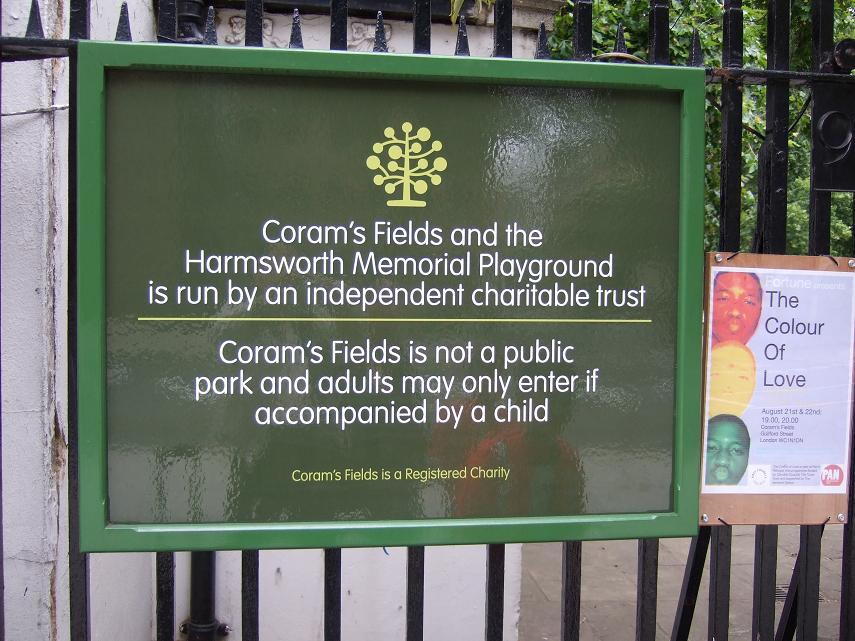 Coram's Fields and the
Harmsworth Memorial Playground
is run by an independent charitable trust
Coram's Fields is not a public
park and adults may only enter if
accompanied by a child
Coram's Fields is a Registered Charity
9
Fortune presents
The
Colour
Of
Love
August 21st & 22nd:
19.00, 20.00
Coram's Fields
Guilford Street
London WC1N1DN
PAN